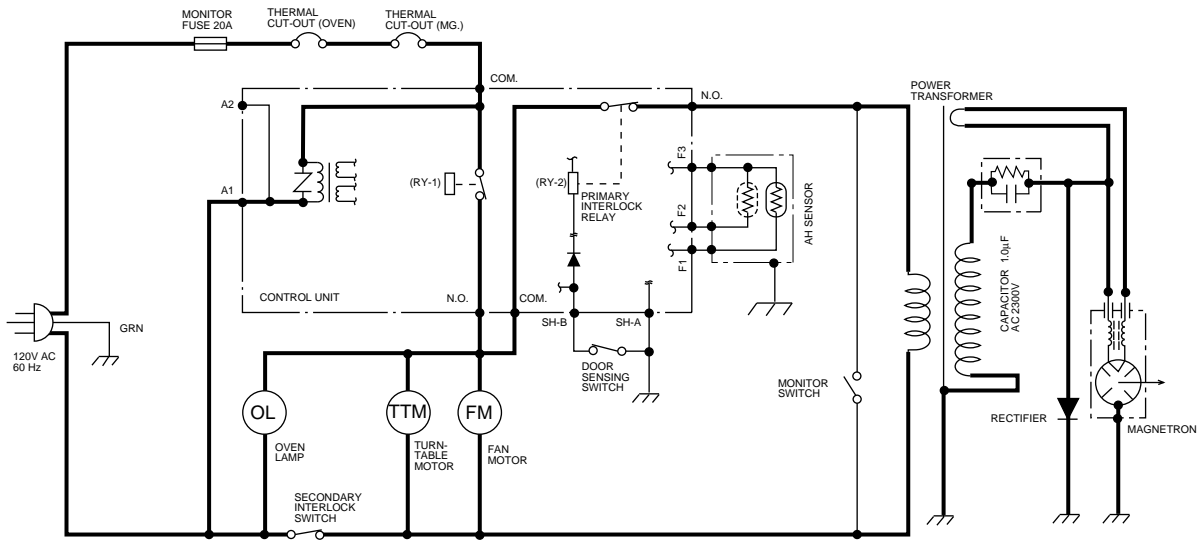 MONITOR
FUSE 20A
THERMAL
CUT-OUT (OVEN)
THERMAL
CUT-OUT (MG.)
COM.
A2
N.O.
POWER
TRANSFORMER
F3
A1
(RY-1)
(RY-2)
PRIMARY
INTERLOCK
RELAY
F2
AH SENSOR
F1
CONTROL UNIT
N.O.
COM.
SH-B
SH-A
CAPACITOR 1.0µF
AC 2300V
GRN
120V AC
60 Hz
DOOR
SENSING
SWITCH
MONITOR
SWITCH
OL
TTM
FM
RECTIFIER
MAGNETRON
OVEN
LAMP
TURN-
TABLE
MOTOR
FAN
MOTOR
SECONDARY
INTERLOCK
SWITCH